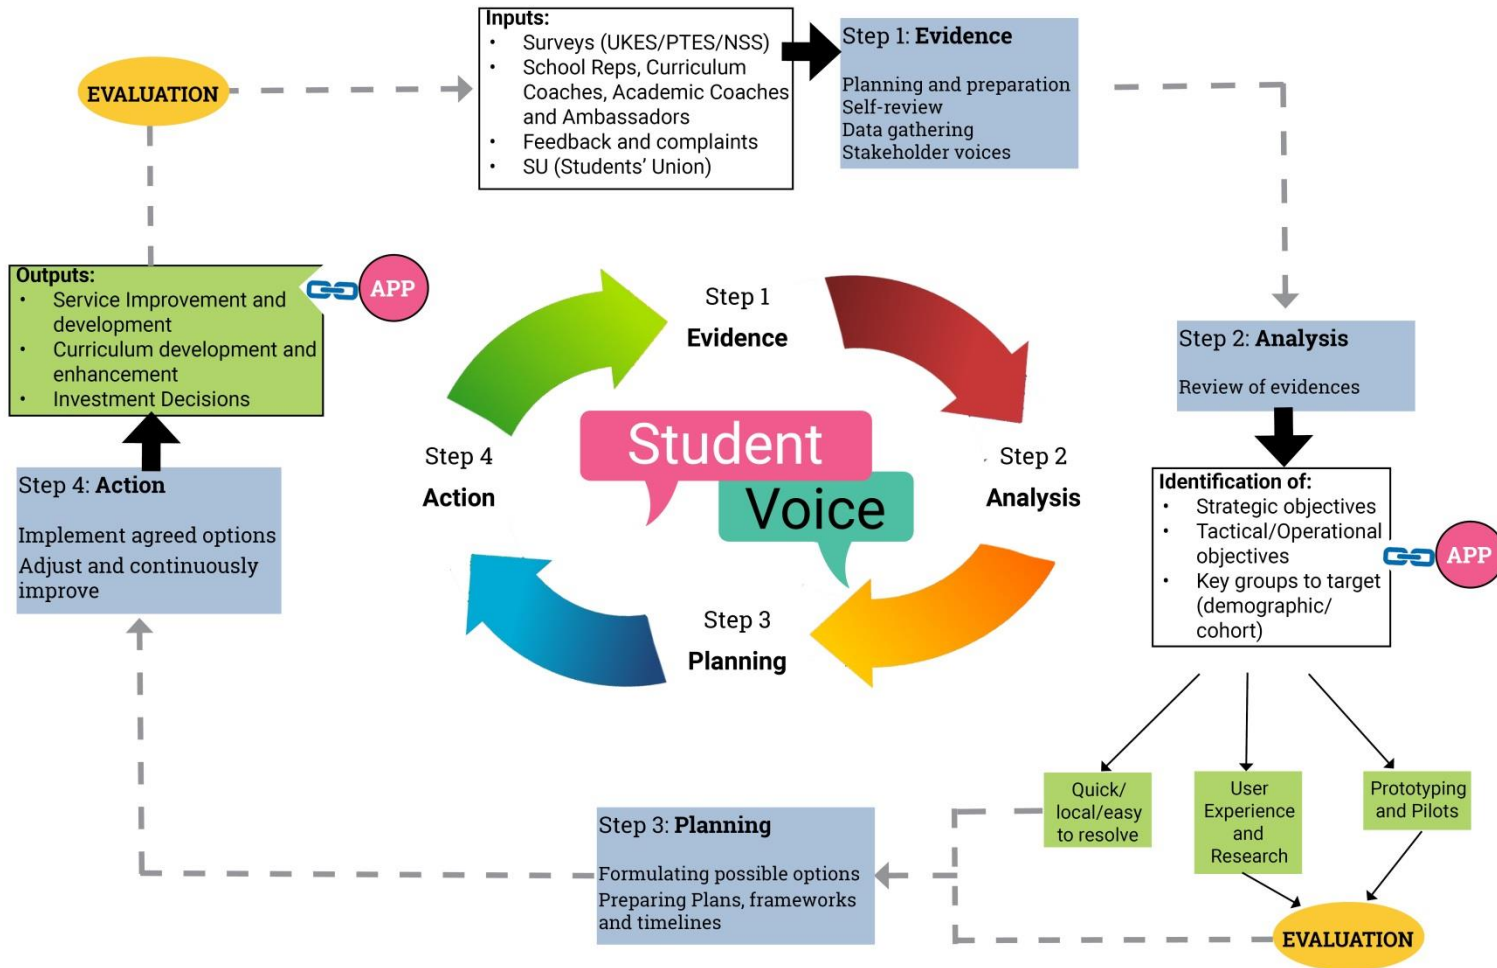 Inputs:
• Surveys (UKES/PTES/NSS)
• School Reps, Curriculum
Coaches, Academic Coaches
and Ambassadors
• Feedback and complaints
• SU (Students’ Union)
Step 1: Evidence
Planning and preparation
Self-review
Data gathering
Stakeholder voices
EVALUATION
Outputs:
• Service Improvement and
development
• Curriculum development and
enhancement
• Investment Decisions
APP
Step 1
Evidence
Step 2
Analysis
Step 3
Planning
Step 4
Action
Student
Voice
Step 2: Analysis
Review of evidences
Identification of:
• Strategic objectives
• Tactical/Operational
objectives
• Key groups to target
(demographic/
cohort)
APP
Quick/
local/easy
to resolve
User
Experience
and
Research
Prototyping
and Pilots
EVALUATION
Step 3: Planning
Formulating possible options
Preparing Plans, frameworks
and timelines
Step 4: Action
Implement agreed options
Adjust and continuously
improve